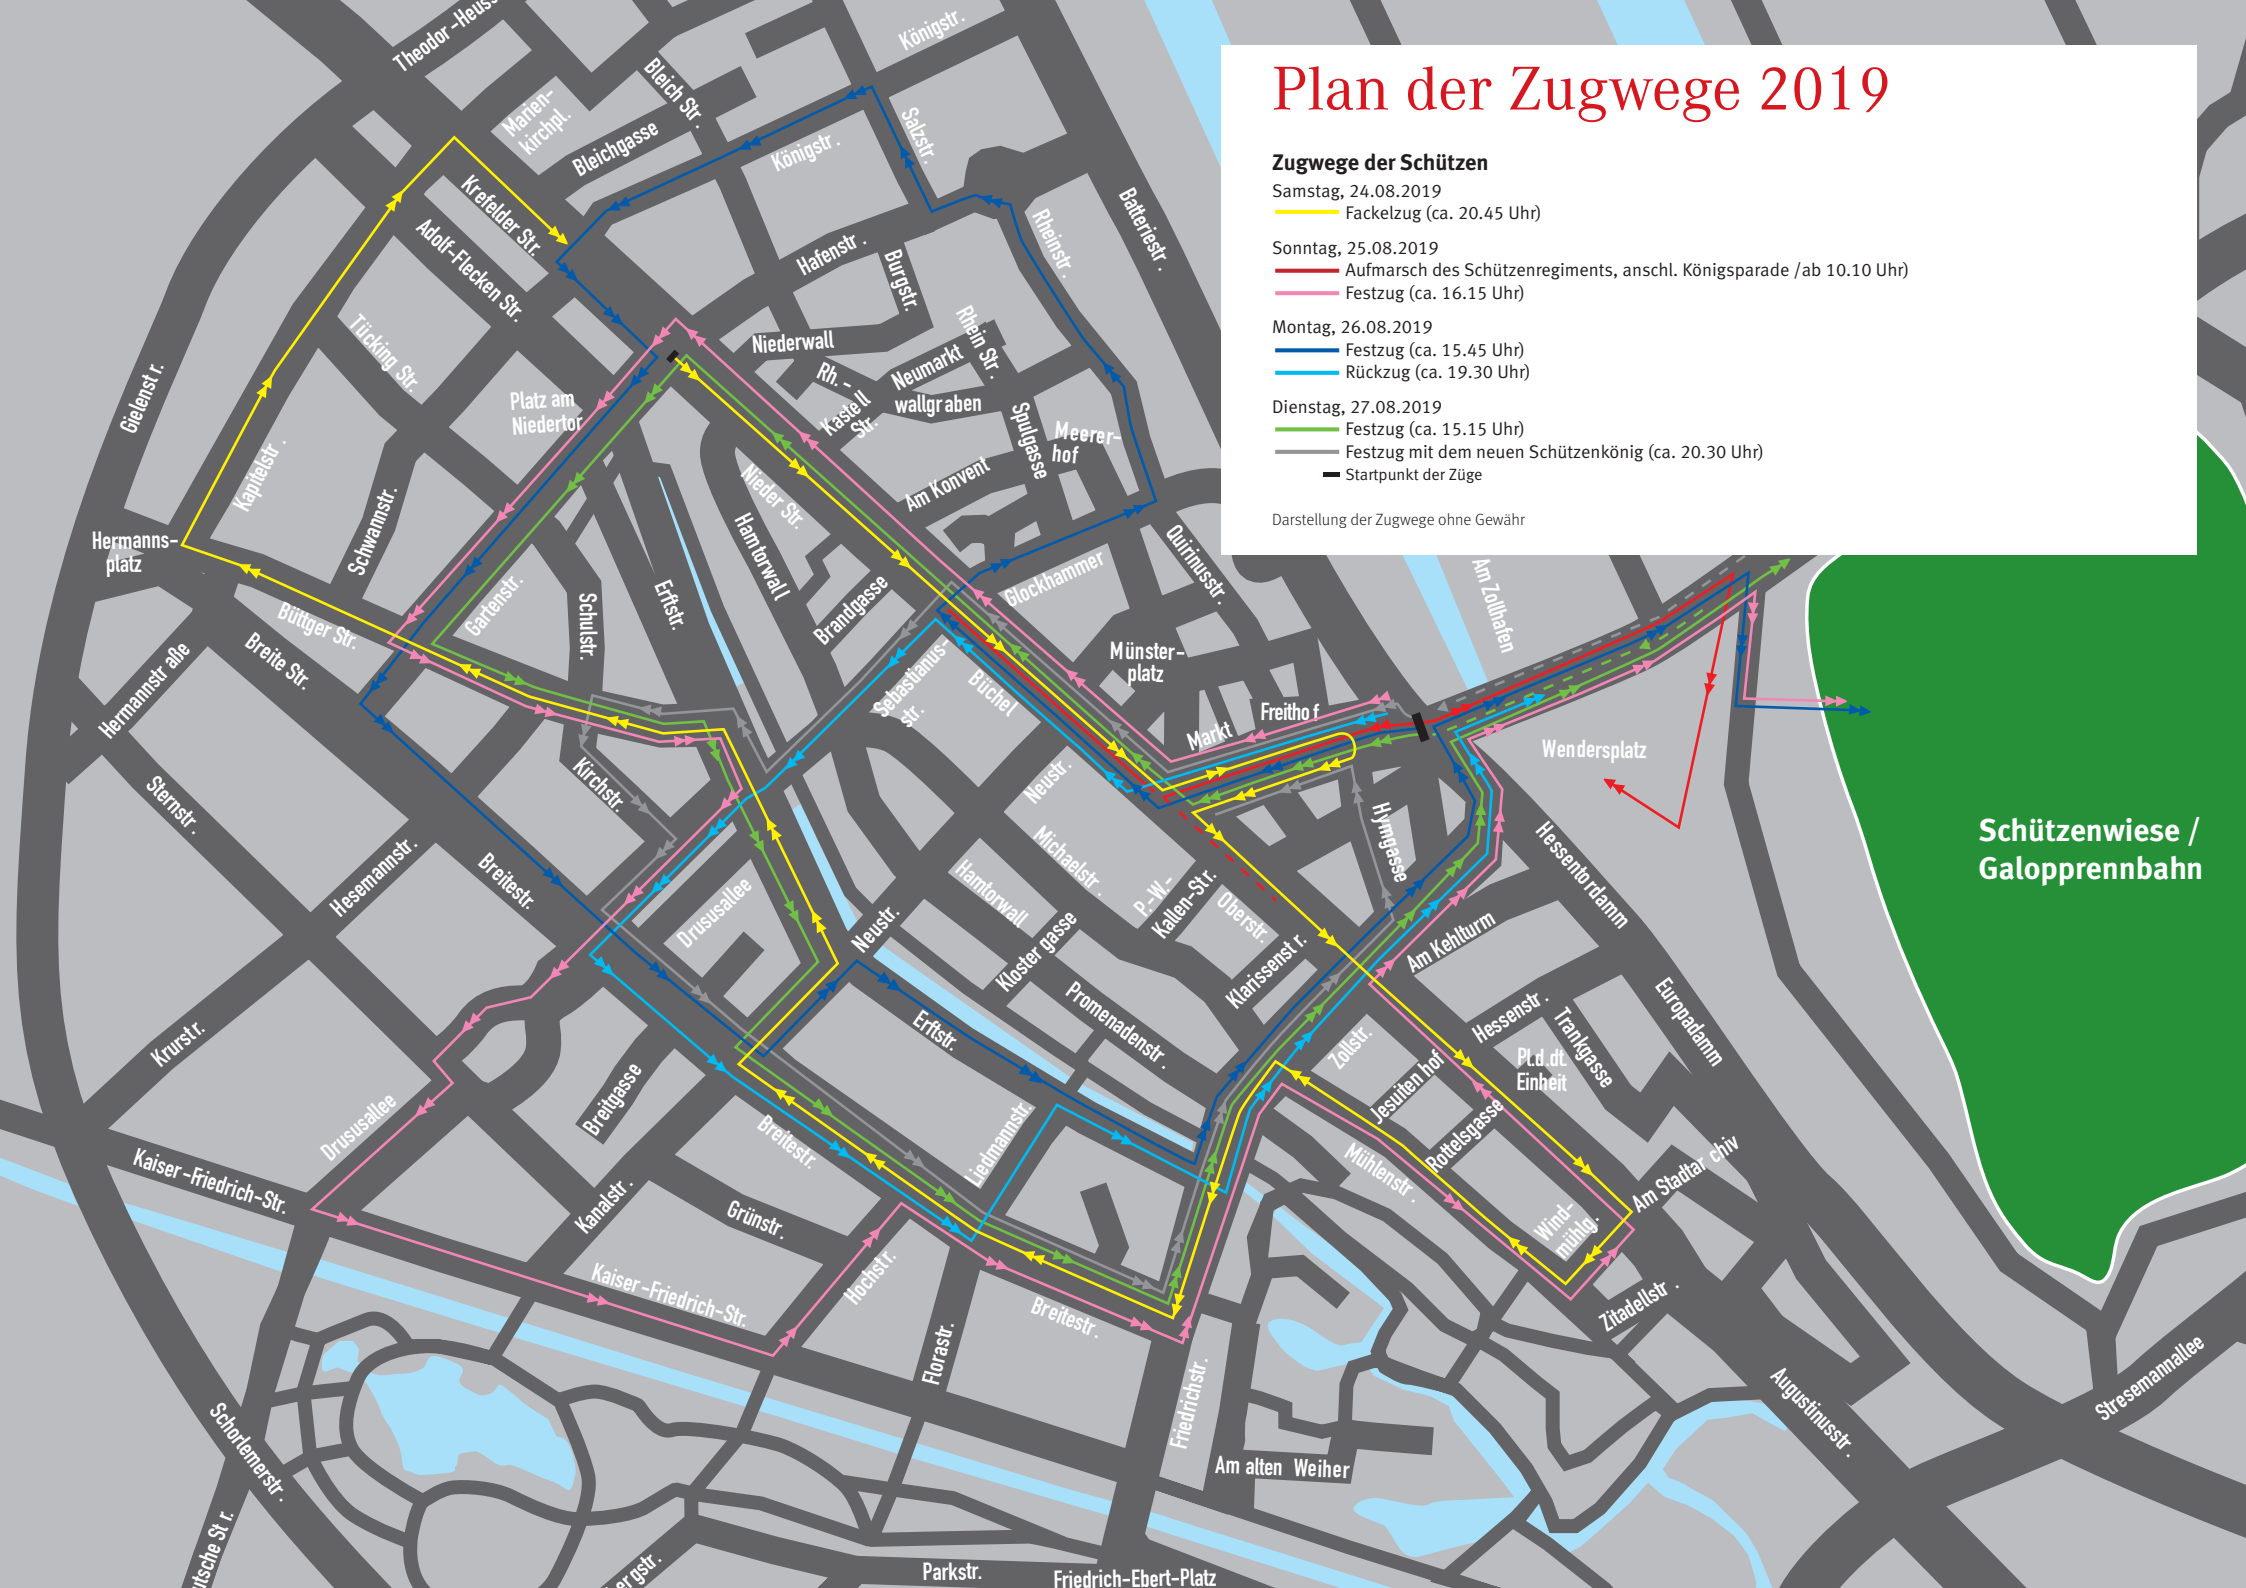 Plan der Zugwege 2019
Zugwege der Schützen
Samstag, 24.08.2019
Fackelzug (ca. 20.45 Uhr)
Sonntag, 25.08.2019
Aufmarsch des Schützenregiments, anschl. Königsparade /ab 10.10 Uhr)
Festzug (ca. 16.15 Uhr)
Montag, 26.08.2019
Festzug (ca. 15.45 Uhr)
Rückzug (ca. 19.30 Uhr)
Dienstag, 27.08.2019
Festzug (ca. 15.15 Uhr)
Festzug mit dem neuen Schützenkönig (ca. 20.30 Uhr)
Startpunkt der Züge
Darstellung der Zugwege ohne Gewähr
Theodor-Heuss
Königstr.
Bleich Str.
Marien-
kirchpl.
Bleichgasse
Königstr.
Salzstr.
Krefelder Str.
Adolf-Flecken Str.
Hafenstr.
Burgstr.
Rheinstr.
Batteriestr.
Tücking Str.
Gielenstr.
Niederwall
Rhein Str.
Neumarkt
Rh.-
wallgraben
Kastell
Str.
Platz am
Niedertor
Spulgasse
Meerer-
hof
Kapitelstr.
Am Konvent
Nieder Str.
Schwannstr.
Hamtorwall
Hermanns-
platz
Quirinusstr.
Glockhammer
Am Zollhafen
Gartenstr.
Schulstr.
Erftstr.
Brandgasse
Büttger Str.
Breite Str.
Hermannstraße
Münster-
platz
Sebastianus-
str.
Büchel
Freithof
Markt
Wendersplatz
Sternstr.
Kirchstr.
Neustr.
Hymgasse
Hessentordamm
Schützenwiese /
Galopprennbahn
Hesemannstr.
Breitestr.
Drususallee
Michaelstr.
Hamtorwall
P.-W.-
Kallen-Str.
Oberstr.
Neustr.
Klostergasse
Klarissenstr.
Am Kehlturm
Europadamm
Krurstr.
Erftstr.
Promenadenstr.
Zollstr.
Hessenstr.
Trankgasse
Pl.d.dt.
Einheit
Breitgasse
Drususallee
Breitestr.
Liedmannstr.
Jesuitenhof
Rottelsgasse
Mühlenstr.
Am Stadtarchiv
Kaiser-Friedrich-Str.
Kanalstr.
Grünstr.
Wind-
mühlg.
Kaiser-Friedrich-Str.
Hochstr.
Breitestr.
Zitadellstr.
Florastr.
Friedrichstr.
Augustinusstr.
Stresemannallee
Schorlemerstr.
Am alten Weiher
utsche Str.
ergstr.
Parkstr.
Friedrich-Ebert-Platz